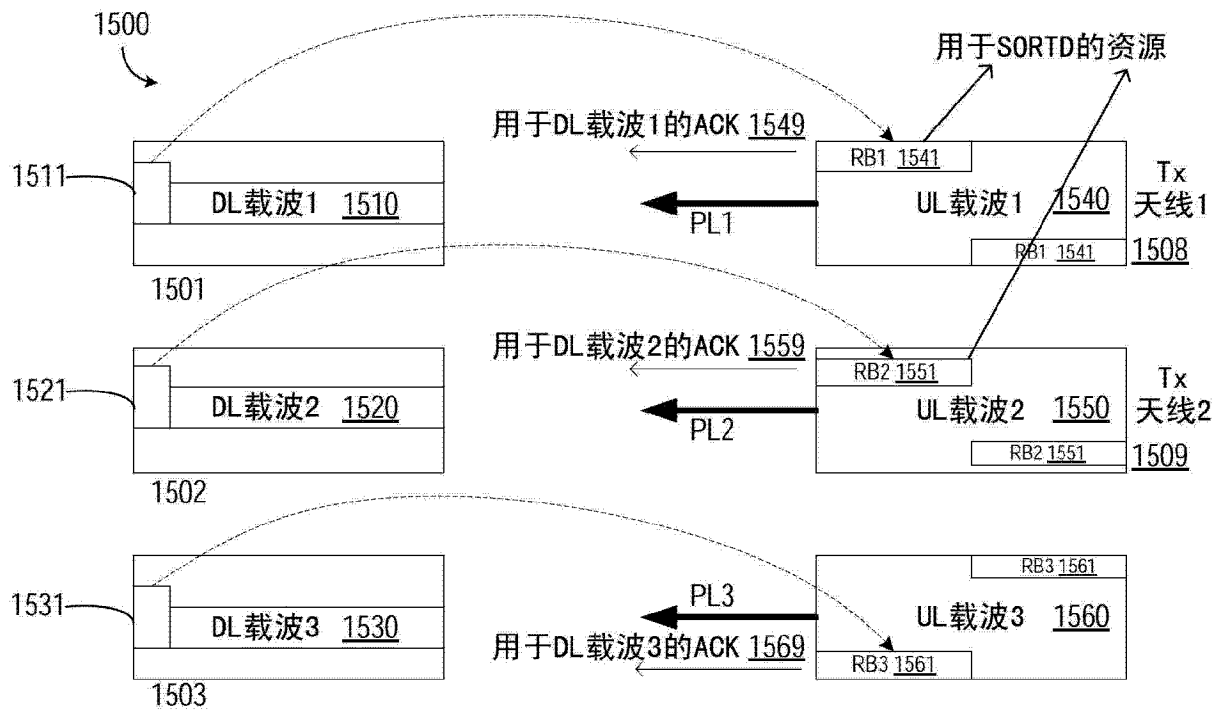 1500
用于SORTD的资源
用于DL载波1的ACK 1549
1511
DL载波1 1510
PL1
RB1 1541
UL载波1 1540
RB1 1541
Tx
天线1
1508
1501
用于DL载波2的ACK 1559
1521
DL载波2 1520
PL2
RB2 1551
UL载波2 1550
RB2 1551
Tx
天线2
1509
1502
1531
DL载波3 1530
PL3
用于DL载波3的ACK 1569
RB3 1561
UL载波3 1560
RB3 1561
1503